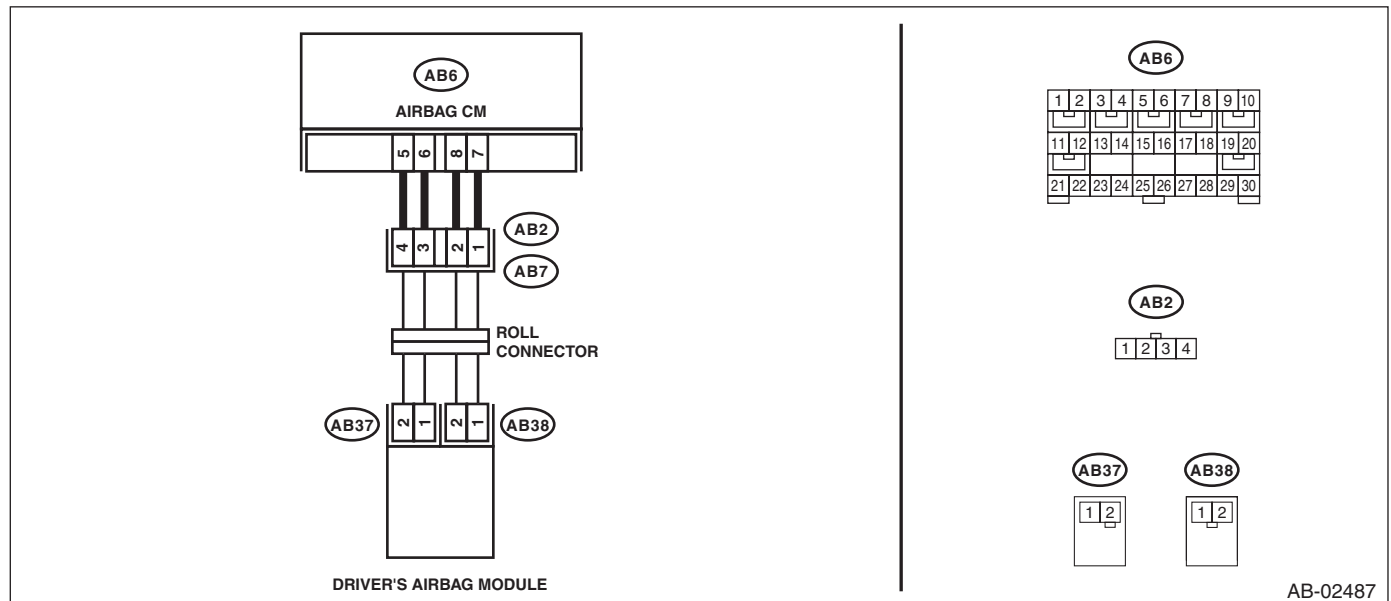 AB6
AIRBAG CM
5 6 8 7
4 3 2 1
AB2
AB7
ROLL
CONNECTOR
AB37
2 1 2 1
AB38
DRIVER'S AIRBAG MODULE
AB6
1 2 3 4 5 6 7 8 9 10
11 12 13 14 15 16 17 18 19 20
21 22 23 24 25 26 27 28 29 30
AB2
1 2 3 4
AB37 AB38
1 2 1 2
AB-02487